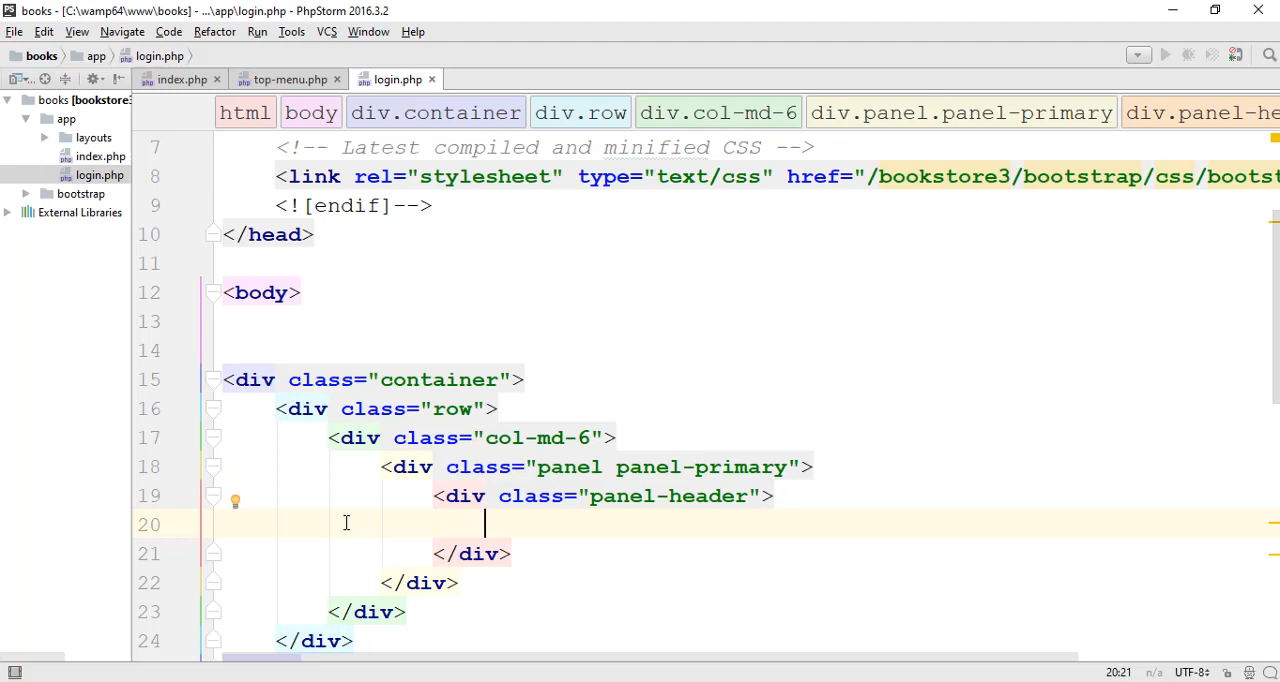 books - [C:\wamp64\www\books] - ...\app\login.php - PhpStorm 2016.3.2
File Edit View Navigate Code Refactor Run Tools VCS Window Help
books app login.php
index.php top-menu.php login.php
books [bookstore3
app
layouts
index.php
login.php
bootstrap
External Libraries
html body div.container div.row div.col-md-6 div.panel.panel-primary div.panel-he
7 <!-- Latest compiled and minified CSS -->
8 <link rel="stylesheet" type="text/css" href="/bookstore3/bootstrap/css/bootst
9 <![endif]-->
10 </head>
11
12 <body>
13
14
15 <div class="container">
16 <div class="row">
17 <div class="col-md-6">
18 <div class="panel panel-primary">
19 <div class="panel-header">
20
21 </div>
22 </div>
23 </div>
24 </div>
20:21 n/a UTF-8